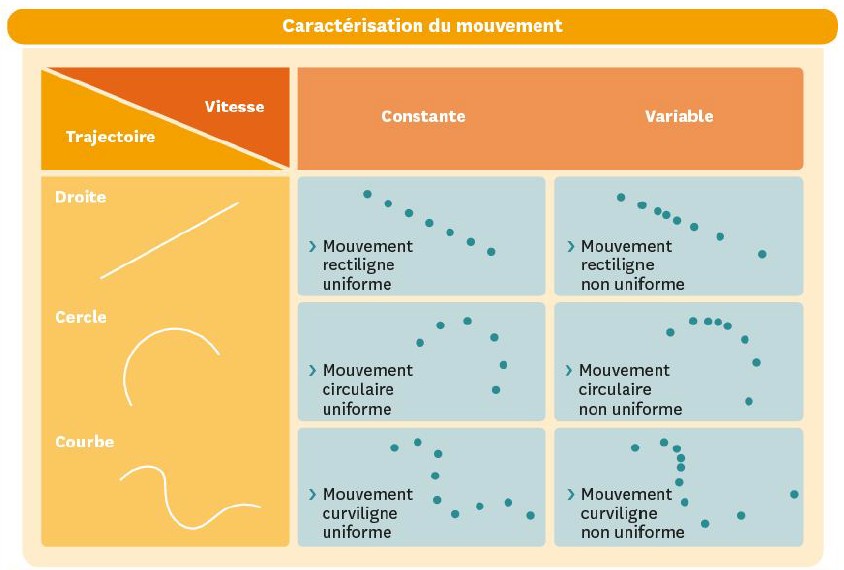 Caractérisation du mouvement
Vitesse
Trajectoire
Constante
Variable
Droite
› Mouvement
rectiligne
uniforme
› Mouvement
rectiligne
non uniforme
Cercle
› Mouvement
circulaire
uniforme
› Mouvement
circulaire
non uniforme
Courbe
› Mouvement
curviligne
uniforme
› Mouvement
curviligne
non uniforme